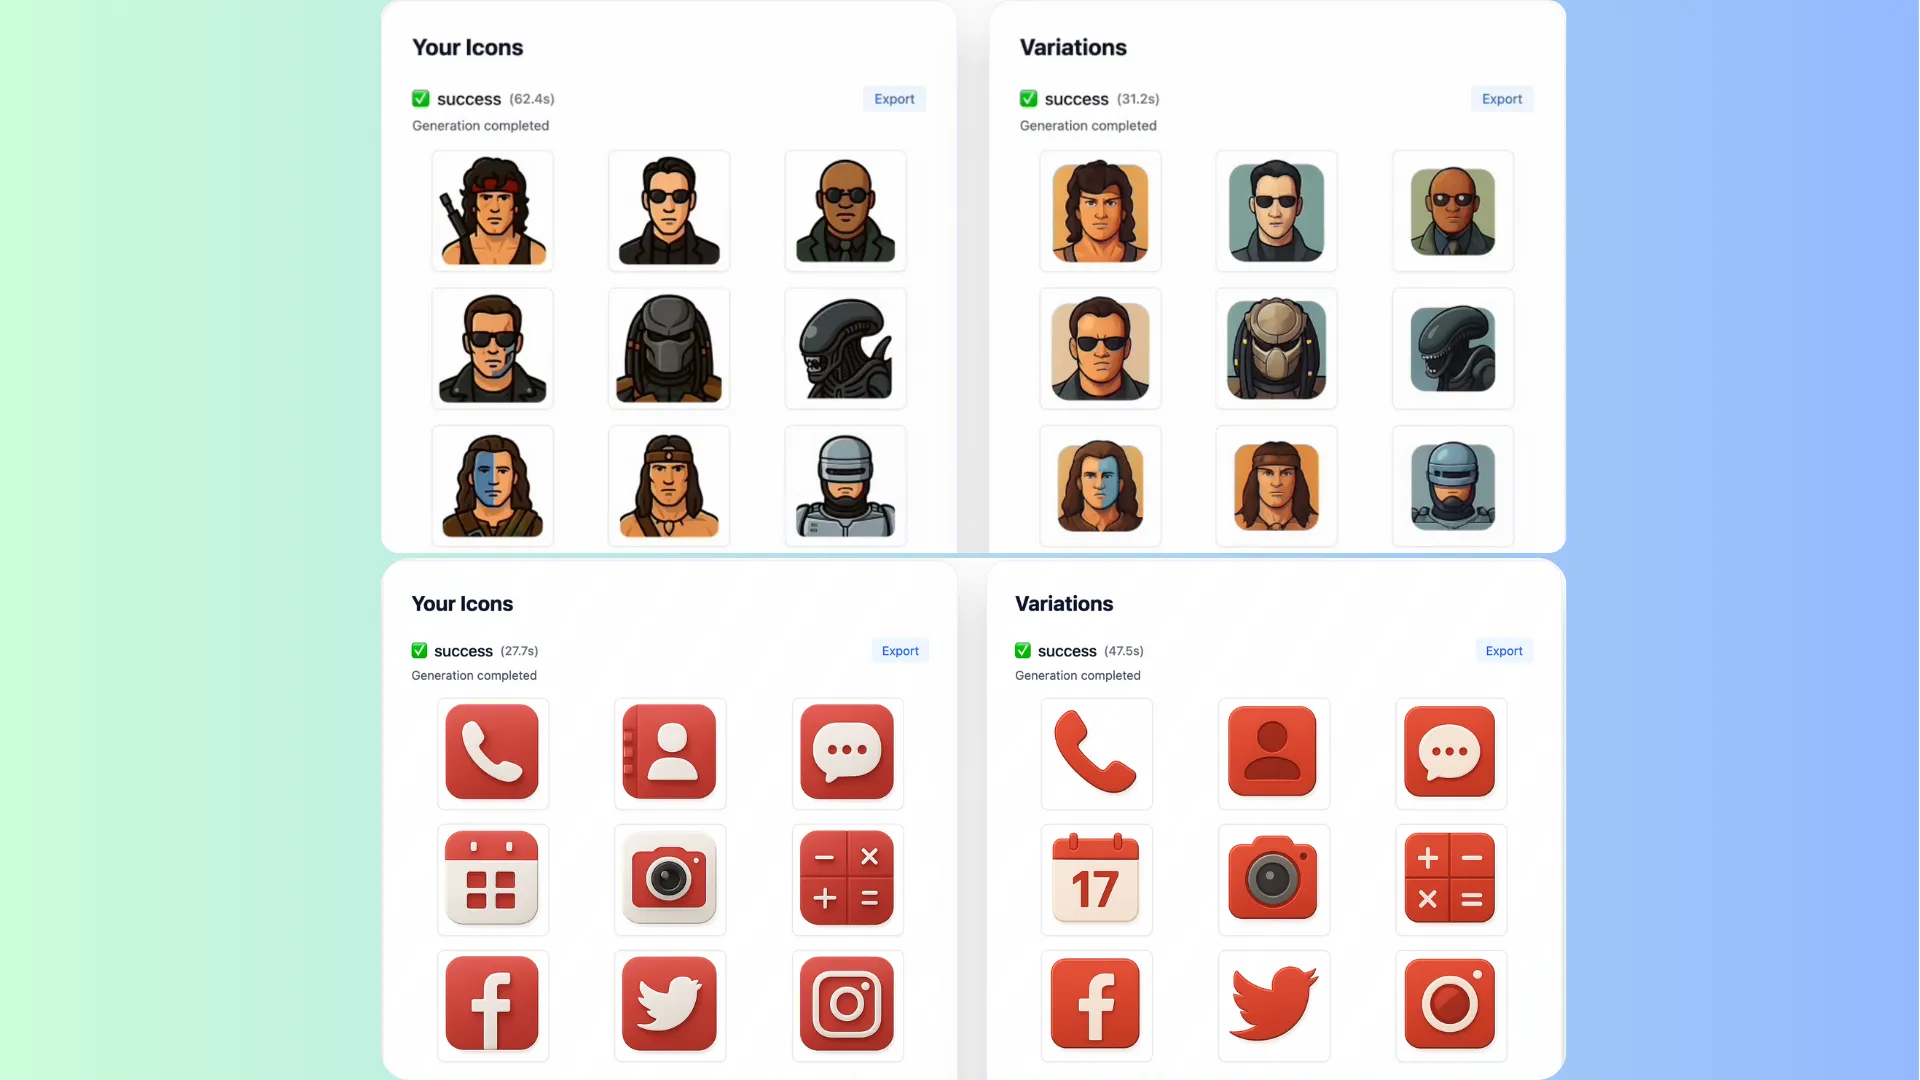 Your Icons
✅ success (62.4s)
Export
Generation completed
Variations
✅ success (31.2s)
Export
Generation completed
Your Icons
✅ success (27.7s)
Export
Generation completed
Variations
✅ success (47.5s)
Export
Generation completed
17